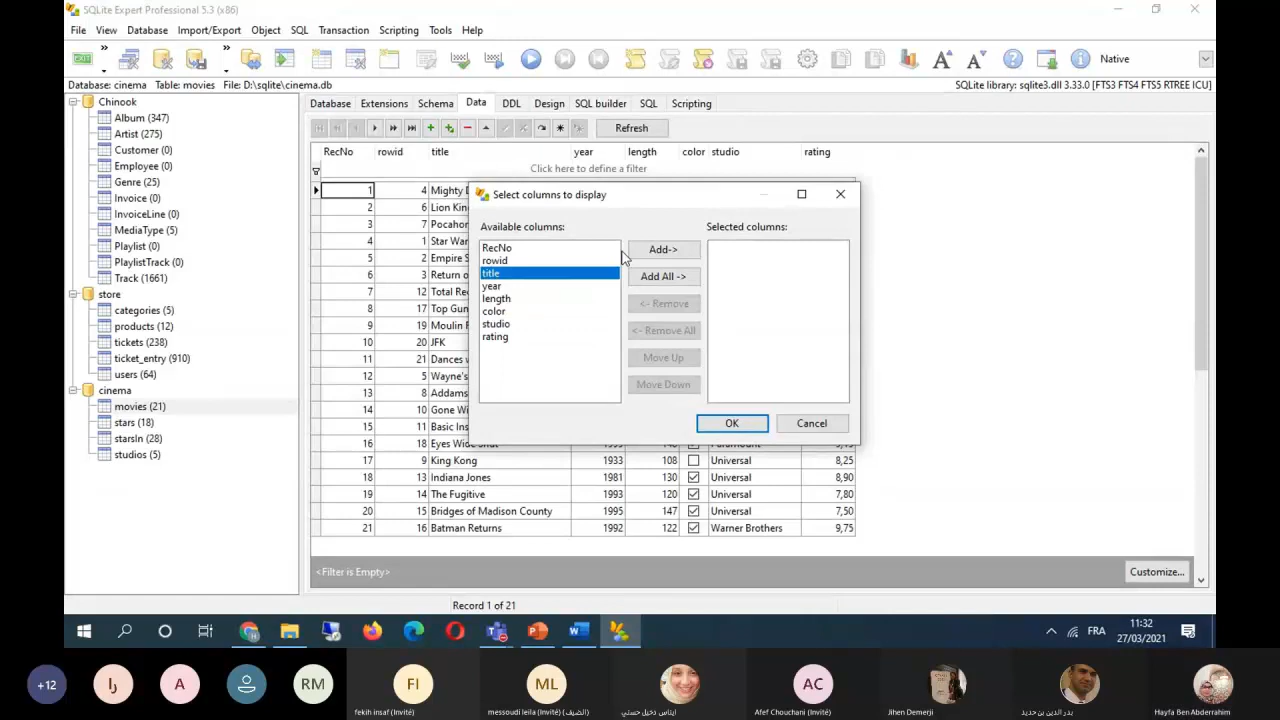 SQLite Expert Professional 5.3 (x86)
File View Database Import/Export Object SQL Transaction Scripting Tools Help
Native
Database: cinema Table: movies File: D:\sqlite\cinema.db
SQLite library: sqlite3.dll 3.33.0 [FTS3 FTS4 FTS5 RTREE ICU]
Chinook
Album (347)
Artist (275)
Customer (0)
Employee (0)
Genre (25)
Invoice (0)
InvoiceLine (0)
MediaType (5)
Playlist (0)
PlaylistTrack (0)
Track (1661)
store
categories (5)
products (12)
tickets (238)
ticket_entry (910)
users (64)
cinema
movies (21)
stars (18)
starsIn (28)
studios (5)
Database Extensions Schema Data DDL Design SQL builder SQL Scripting
Refresh
RecNo rowid title year length color studio rating
Click here to define a filter
1 4 Mighty
2 6 Lion Kin
3 7 Pocahon
4 1 Star War
5 2 Empire S
6 3 Return o
7 12 Total Rec
8 17 Top Gun
9 19 Moulin
10 20 JFK
11 21 Dances
12 5 Wayne's
13 8 Addams
14 10 Gone Wi
15 11 Basic Ins
16 18 Eyes Wide Shut
17 9 King Kong 1933 108 Universal 8,25
18 13 Indiana Jones 1981 130 Universal 8,90
19 14 The Fugitive 1993 120 Universal 7,80
20 15 Bridges of Madison County 1995 147 Universal 7,50
21 16 Batman Returns 1992 122 Warner Brothers 9,75
Select columns to display
Available columns:
RecNo
rowid
title
year
length
color
studio
rating
Add->
Add All ->
<- Remove
<- Remove All
Move Up
Move Down
Selected columns:
OK Cancel
<Filter is Empty>
Customize...
Record 1 of 21
FRA
11:32
27/03/2021
+12 را A RM FI ML AC
fekih insaf (Invité)
messoudi leila (Invité) (الضيف)
ايناس دخيل حسني
Afef Chouchani (Invité)
Jihen Demerji
بدر الدين بن حديد
Hayfa Ben Abderrahim